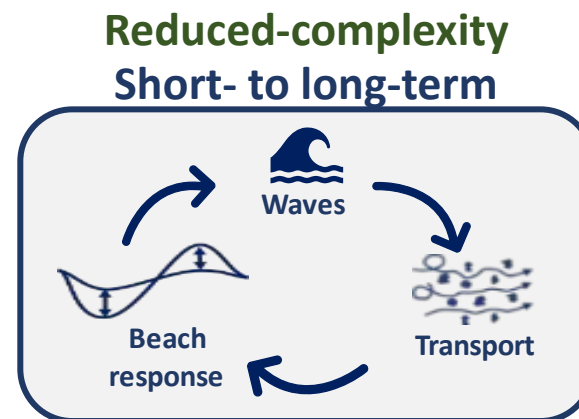 Reduced-complexity
Short- to long-term
Waves
Transport
Beach
response